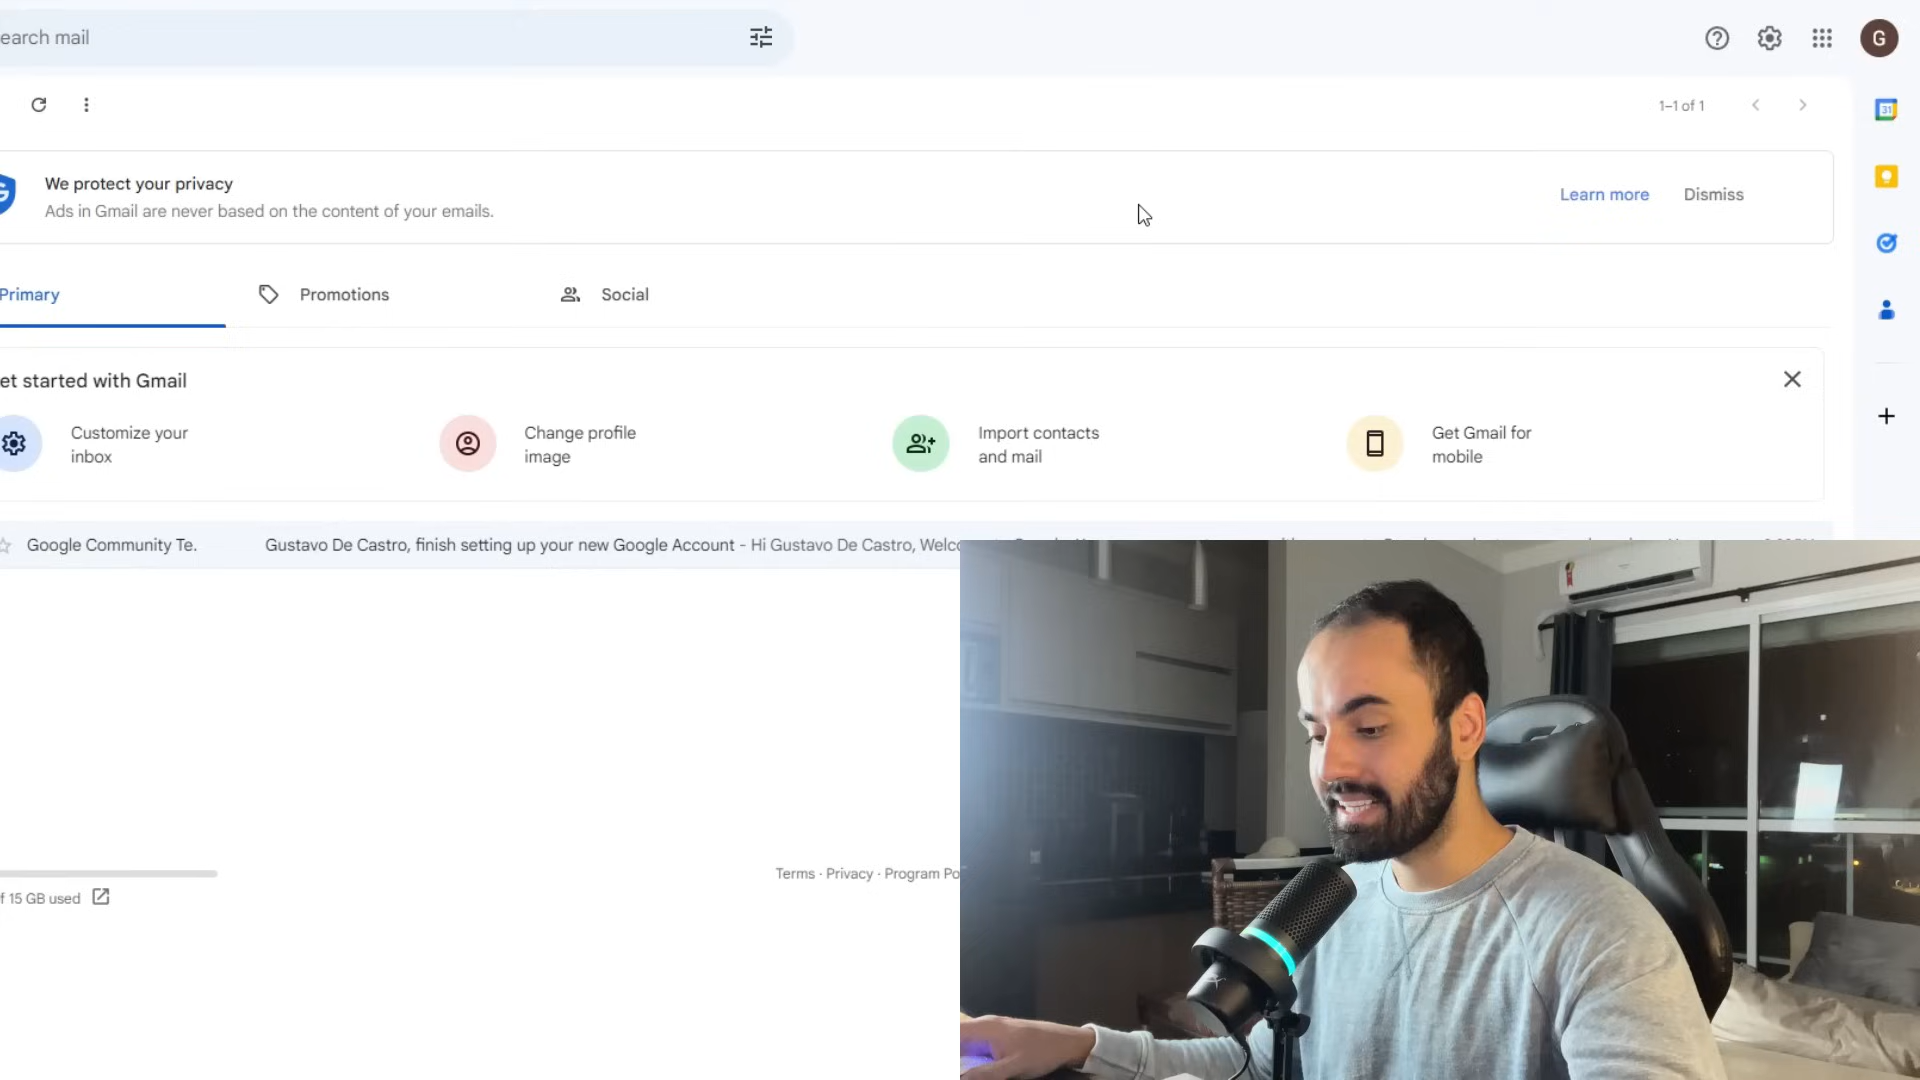 earch mail
G
1–1 of 1
31
We protect your privacy
Ads in Gmail are never based on the content of your emails.
Learn more
Dismiss
Primary
Promotions
Social
et started with Gmail
Customize your
inbox
Change profile
image
Import contacts
and mail
Get Gmail for
mobile
Google Community Te.
Gustavo De Castro, finish setting up your new Google Account - Hi Gustavo De Castro, Welco
Terms · Privacy · Program Po
f 15 GB used